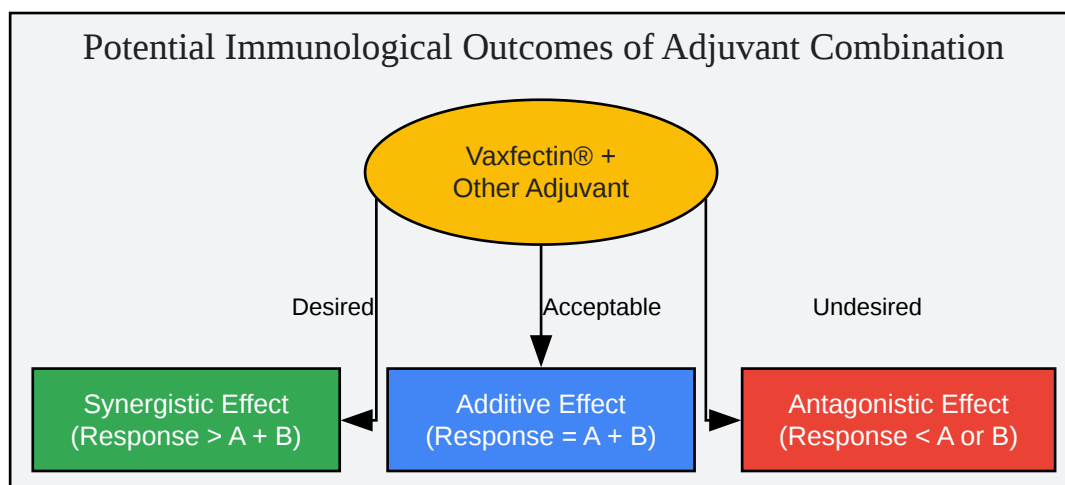 Potential Immunological Outcomes of Adjuvant Combination
Vaxfectin® +
Other Adjuvant
Desired
Acceptable
Undesired
Synergistic Effect
(Response > A + B)
Additive Effect
(Response = A + B)
Antagonistic Effect
(Response < A or B)